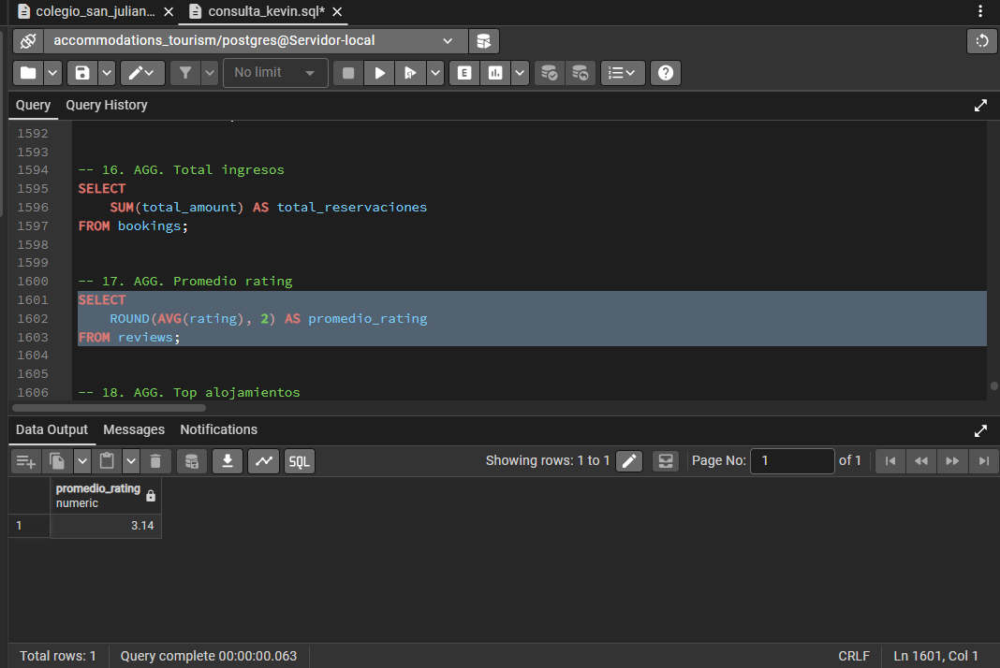 colegio_san_julian...
consulta_kevin.sql*
accommodations_tourism/postgres@Servidor-local
No limit
E
Query
Query History
1592
1593
1594 -- 16. AGG. Total ingresos
1595 SELECT
1596 SUM(total_amount) AS total_reservaciones
1597 FROM bookings;
1598
1599
1600 -- 17. AGG. Promedio rating
1601 SELECT
1602 ROUND(AVG(rating), 2) AS promedio_rating
1603 FROM reviews;
1604
1605
1606 -- 18. AGG. Top alojamientos
Data Output Messages Notifications
SQL
Showing rows: 1 to 1
Page No: 1 of 1
promedio_rating
numeric
1 3.14
Total rows: 1
Query complete 00:00:00.063
CRLF
Ln 1601, Col 1